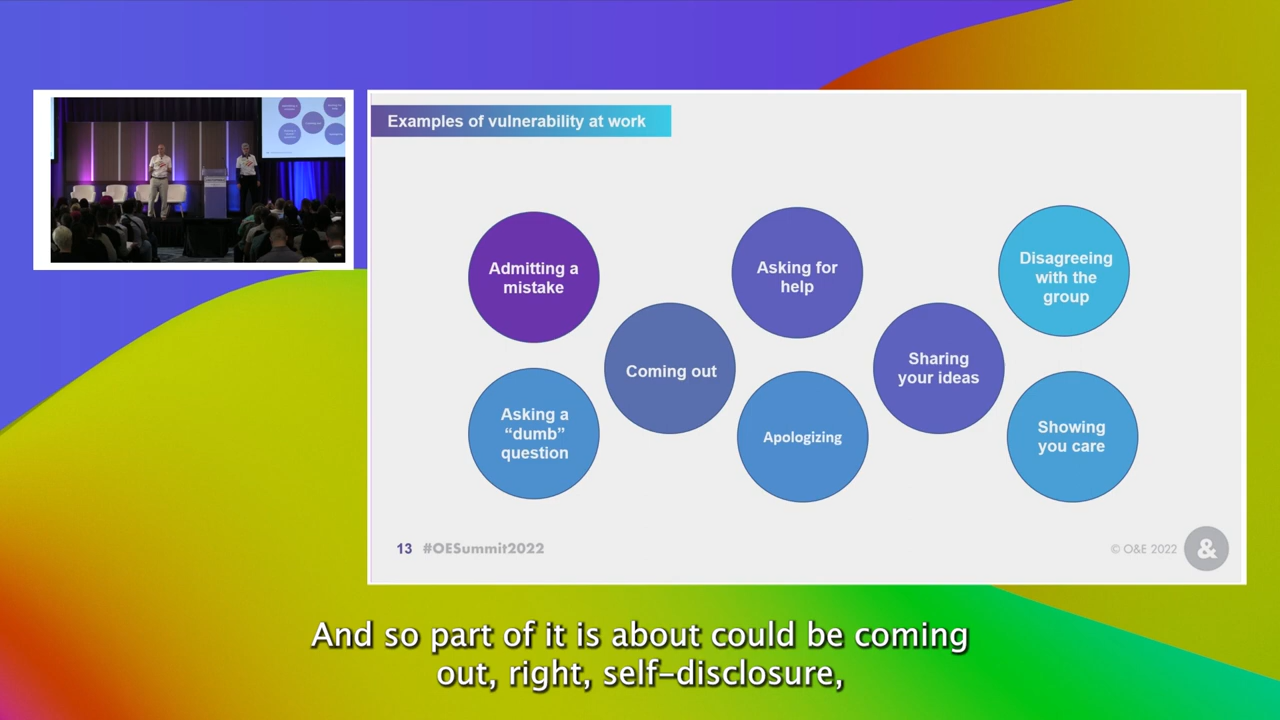 Examples of vulnerability at work
Admitting a
mistake
Asking for
help
Disagreeing
with the
group
Coming out
Sharing
your ideas
Asking a
“dumb”
question
Apologizing
Showing
you care
13 #OESummit2022
© O&E 2022 &
And so part of it is about could be coming
out, right, self-disclosure,